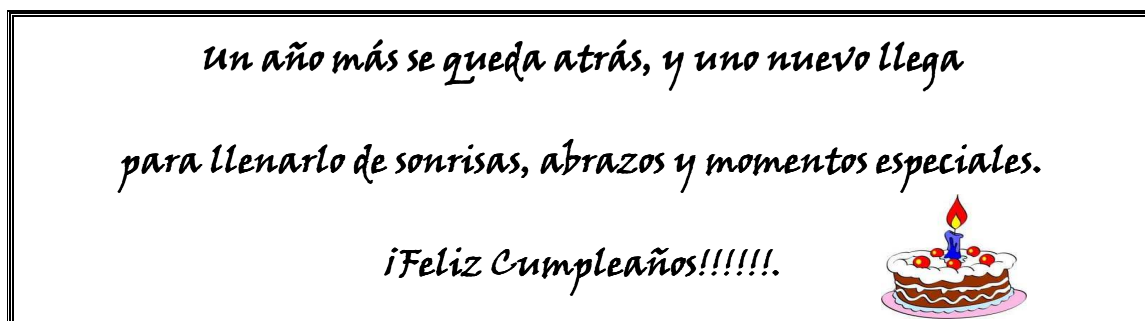 Un año más se queda atrás, y uno nuevo llega
para llenarlo de sonrisas, abrazos y momentos especiales.
¡Feliz Cumpleaños!!!!!!.